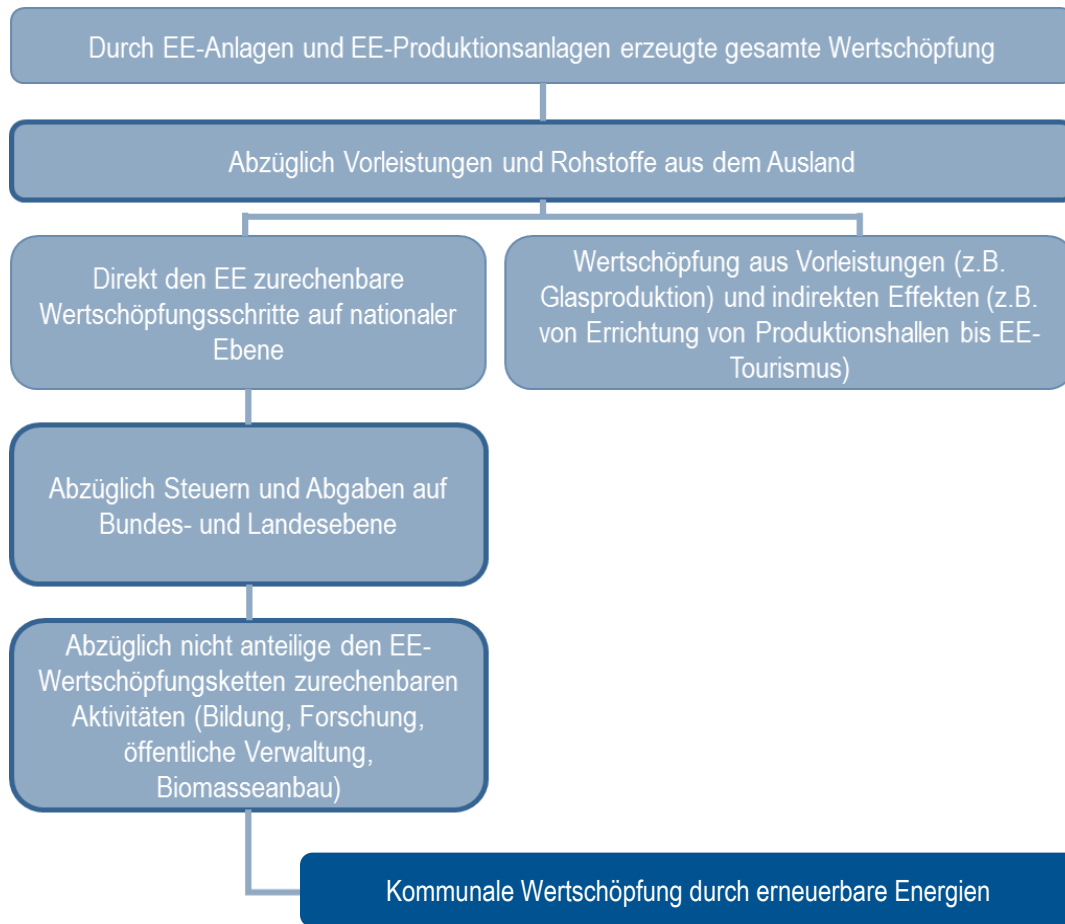 Durch EE-Anlagen und EE-Produktionsanlagen erzeugte gesamte Wertschöpfung
Abzüglich Vorleistungen und Rohstoffe aus dem Ausland
Direkt den EE zurechenbare
Wertschöpfungsschritte auf nationaler
Ebene
Wertschöpfung aus Vorleistungen (z.B.
Glasproduktion) und indirekten Effekten (z.B.
von Errichtung von Produktionshallen bis EE-
Tourismus)
Abzüglich Steuern und Abgaben auf
Bundes- und Landesebene
Abzüglich nicht anteilige den EE-
Wertschöpfungsketten zurechenbaren
Aktivitäten (Bildung, Forschung,
öffentliche Verwaltung,
Biomasseanbau)
Kommunale Wertschöpfung durch erneuerbare Energien